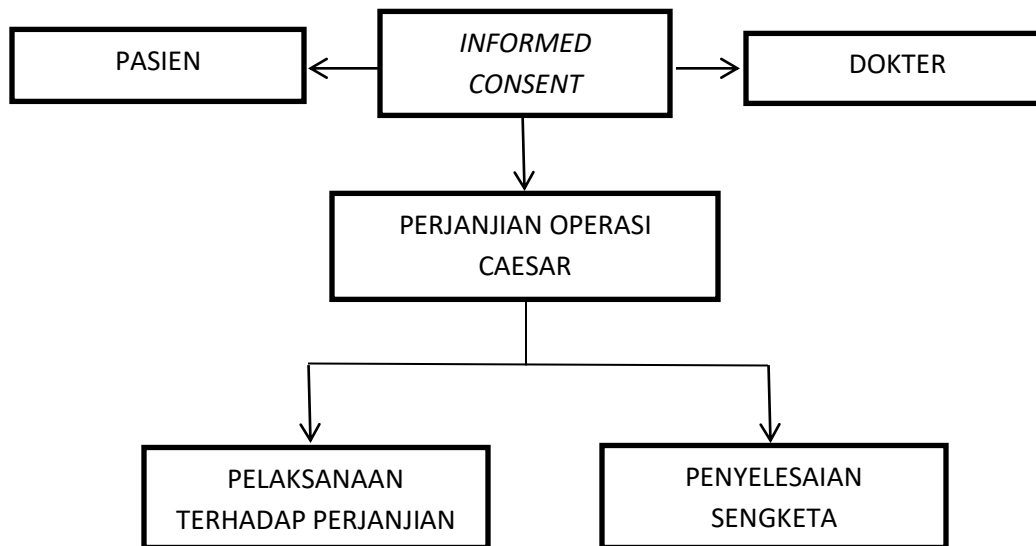 PASIEN
INFORMED
CONSENT
DOKTER
PERJANJIAN OPERASI
CAESAR
PELAKSANAAN
TERHADAP PERJANJIAN
PENYELESAIAN
SENGKETA